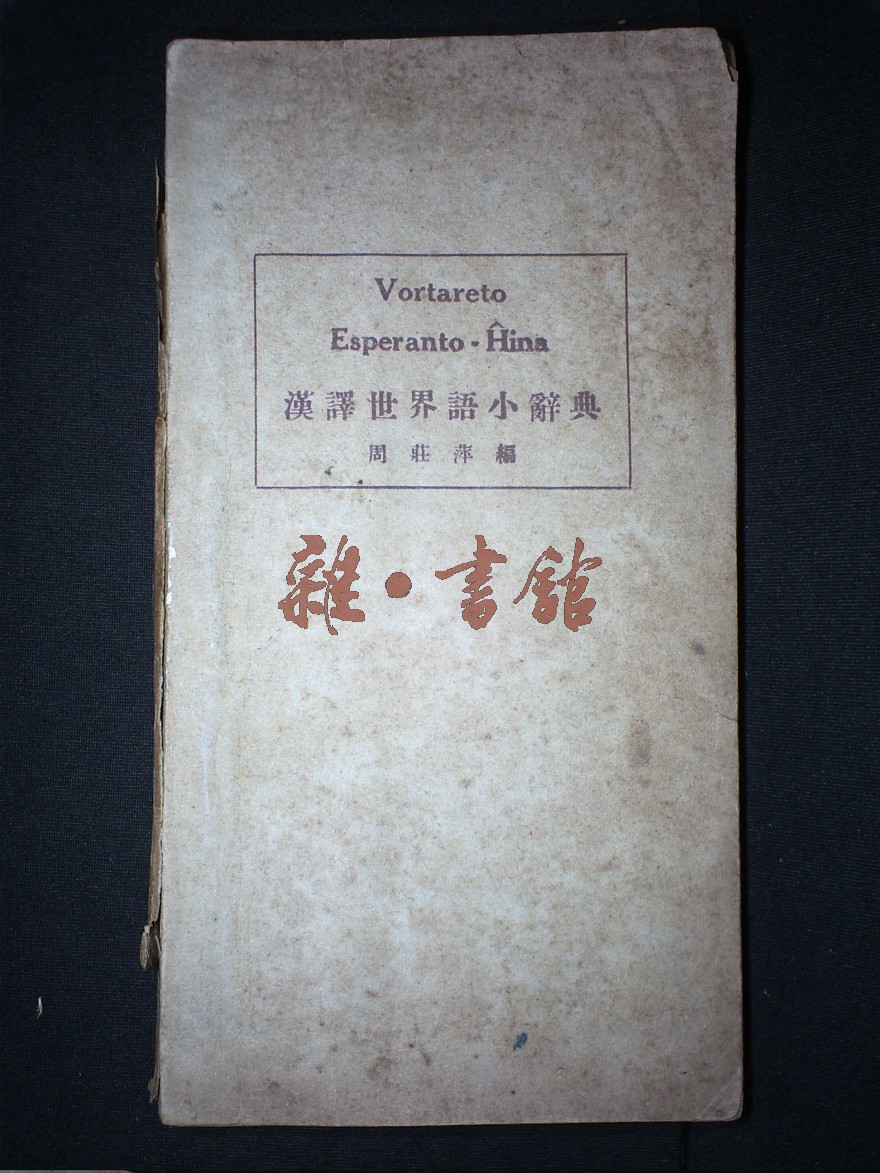 Vortareto
Esperanto - Ĥina
漢譯世界語小辭典
周莊萍編
雜·書館